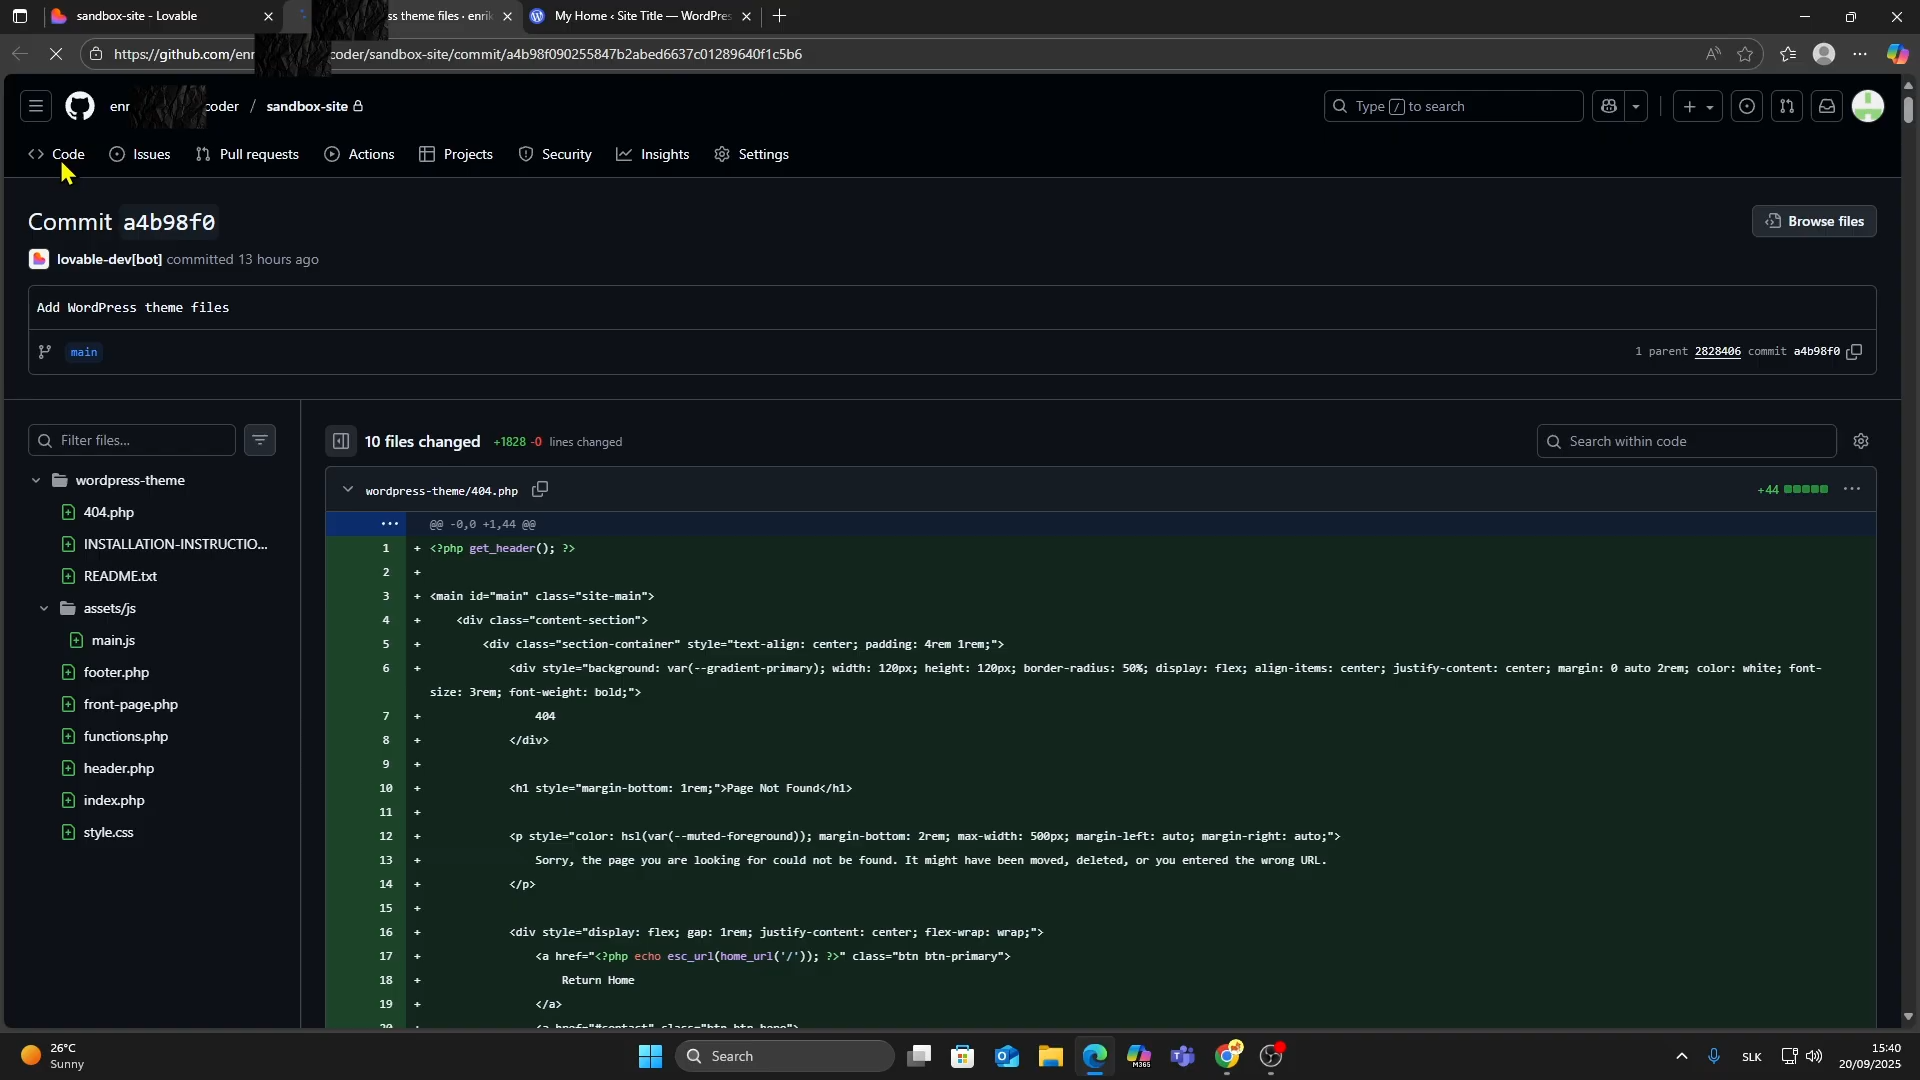 sandbox-site - Lovable
ss theme files · enrik
My Home ‹ Site Title — WordPres
https://github.com/enr coder/sandbox-site/commit/a4b98f090255847b2abed6637c01289640f1c5b6
enr coder / sandbox-site
Type / to search
Code
Issues
Pull requests
Actions
Projects
Security
Insights
Settings
Commit a4b98f0
Browse files
lovable-dev[bot] committed 13 hours ago
Add WordPress theme files
main
1 parent 2828406 commit a4b98f0
Filter files...
10 files changed +1828 -0 lines changed
Search within code
wordpress-theme
404.php
INSTALLATION-INSTRUCTIO...
README.txt
assets/js
main.js
footer.php
front-page.php
functions.php
header.php
index.php
style.css
wordpress-theme/404.php
+44
@@ -0,0 +1,44 @@
1 + <?php get_header(); ?>
2 +
3 + <main id="main" class="site-main">
4 + <div class="content-section">
5 + <div class="section-container" style="text-align: center; padding: 4rem 1rem;">
6 + <div style="background: var(--gradient-primary); width: 120px; height: 120px; border-radius: 50%; display: flex; align-items: center; justify-content: center; margin: 0 auto 2rem; color: white; font-
size: 3rem; font-weight: bold;">
7 + 404
8 + </div>
9 +
10 + <h1 style="margin-bottom: 1rem;">Page Not Found</h1>
11 +
12 + <p style="color: hsl(var(--muted-foreground)); margin-bottom: 2rem; max-width: 500px; margin-left: auto; margin-right: auto;">
13 + Sorry, the page you are looking for could not be found. It might have been moved, deleted, or you entered the wrong URL.
14 + </p>
15 +
16 + <div style="display: flex; gap: 1rem; justify-content: center; flex-wrap: wrap;">
17 + <a href="<?php echo esc_url(home_url('/')); ?>" class="btn btn-primary">
18 + Return Home
19 + </a>
20 + <a href="#contact" class="btn btn-hero">
26°C
Sunny
Search
M365
SLK
15:40
20/09/2025